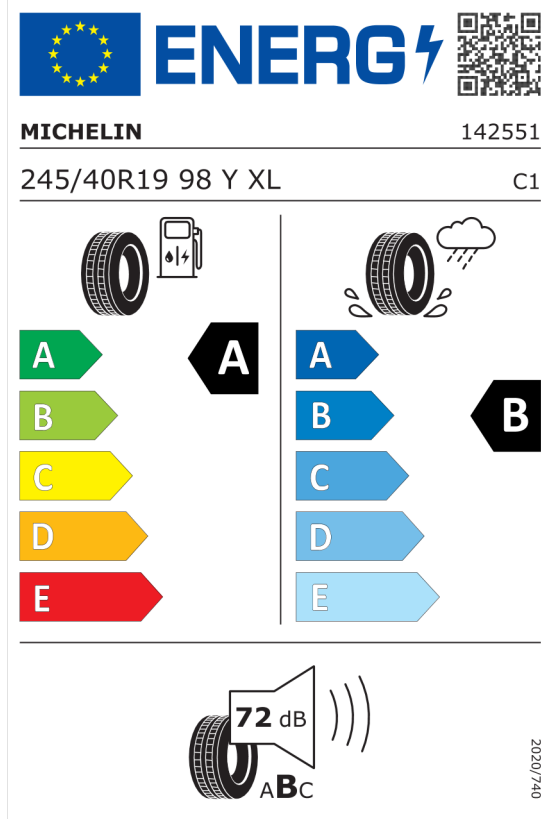 ENERG
MICHELIN 142551
245/40R19 98 Y XL C1
A A A
B B B
C C
D D
E E
72 dB
ABC
2020/740